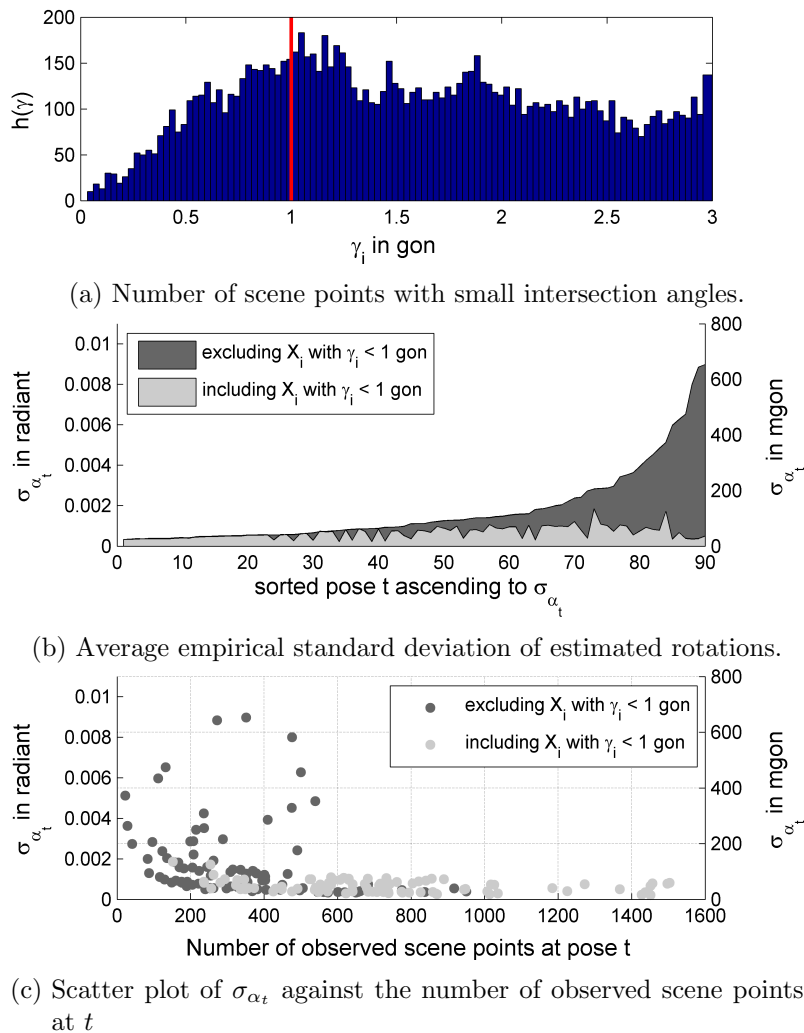 200
150
100
50
0
h(γ)
0 0.5 1 1.5 2 2.5 3
γi in gon
(a) Number of scene points with small intersection angles.
0.01
0.008
0.006
0.004
0.002
0
σαt in radiant
excluding Xi with γi < 1 gon
including Xi with γi < 1 gon
800
600
400
200
0
σαt in mgon
0 10 20 30 40 50 60 70 80 90
sorted pose t ascending to σαt
(b) Average empirical standard deviation of estimated rotations.
0.01
0.008
0.006
0.004
0.002
0
σαt in radiant
excluding Xi with γi < 1 gon
including Xi with γi < 1 gon
800
600
400
200
0
σαt in mgon
0 200 400 600 800 1000 1200 1400 1600
Number of observed scene points at pose t
(c) Scatter plot of σαt against the number of observed scene points
at t